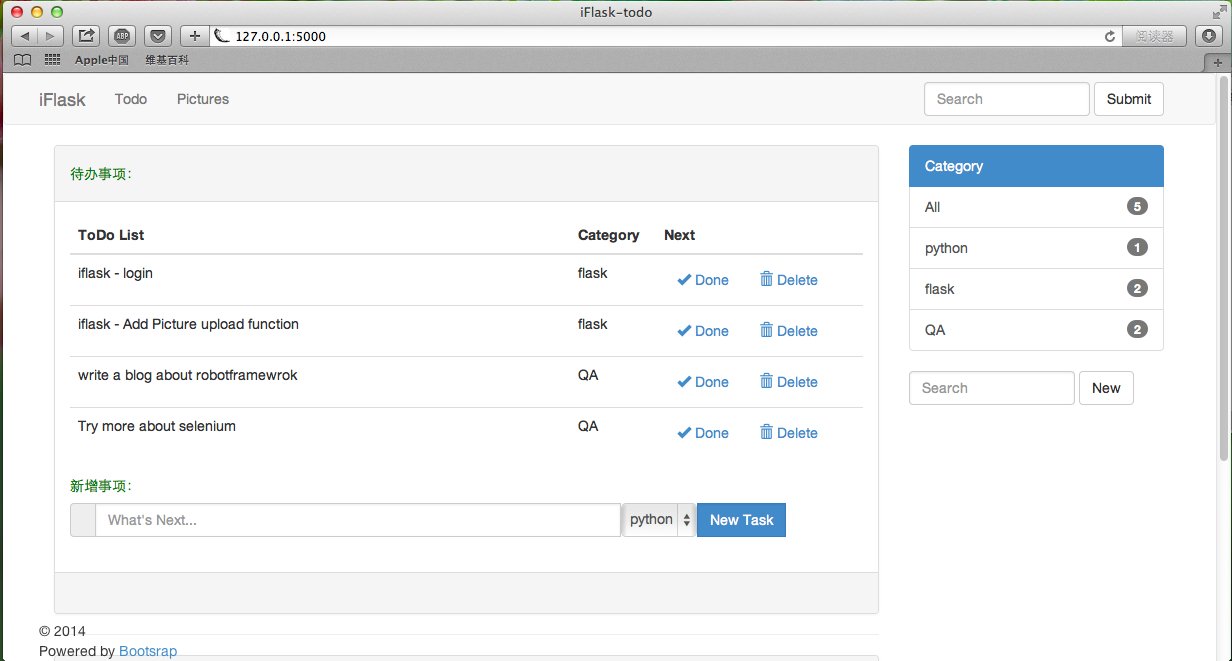 iFlask-todo
ABP
127.0.0.1:5000
阅读器
Apple中国 维基百科
iFlask Todo Pictures Search Submit
待办事项:
ToDo List Category Next
iflask - login flask Done Delete
iflask - Add Picture upload function flask Done Delete
write a blog about robotframewrok QA Done Delete
Try more about selenium QA Done Delete
新增事项:
What's Next... python New Task
Category
All 5
python 1
flask 2
QA 2
Search New
© 2014
Powered by Bootsrap